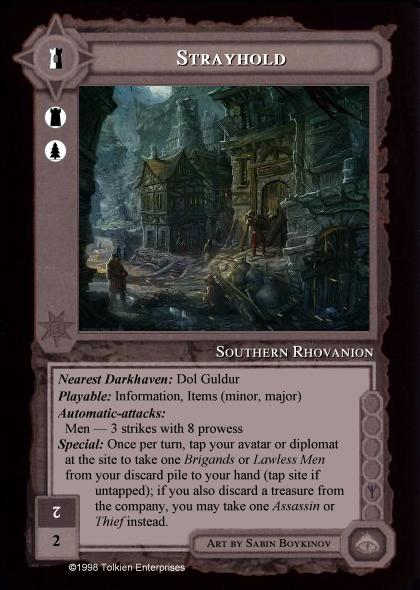 STRAYHOLD
SOUTHERN RHOVANION
Nearest Darkhaven: Dol Guldur
Playable: Information, Items (minor, major)
Automatic-attacks:
Men — 3 strikes with 8 prowess
Special: Once per turn, tap your avatar or diplomat
at the site to take one Brigands or Lawless Men
from your discard pile to your hand (tap site if
untapped); if you also discard a treasure from
the company, you may take one Assassin or
Thief instead.
2
2
ART BY SABIN BOYKINOV
©1998 Tolkien Enterprises